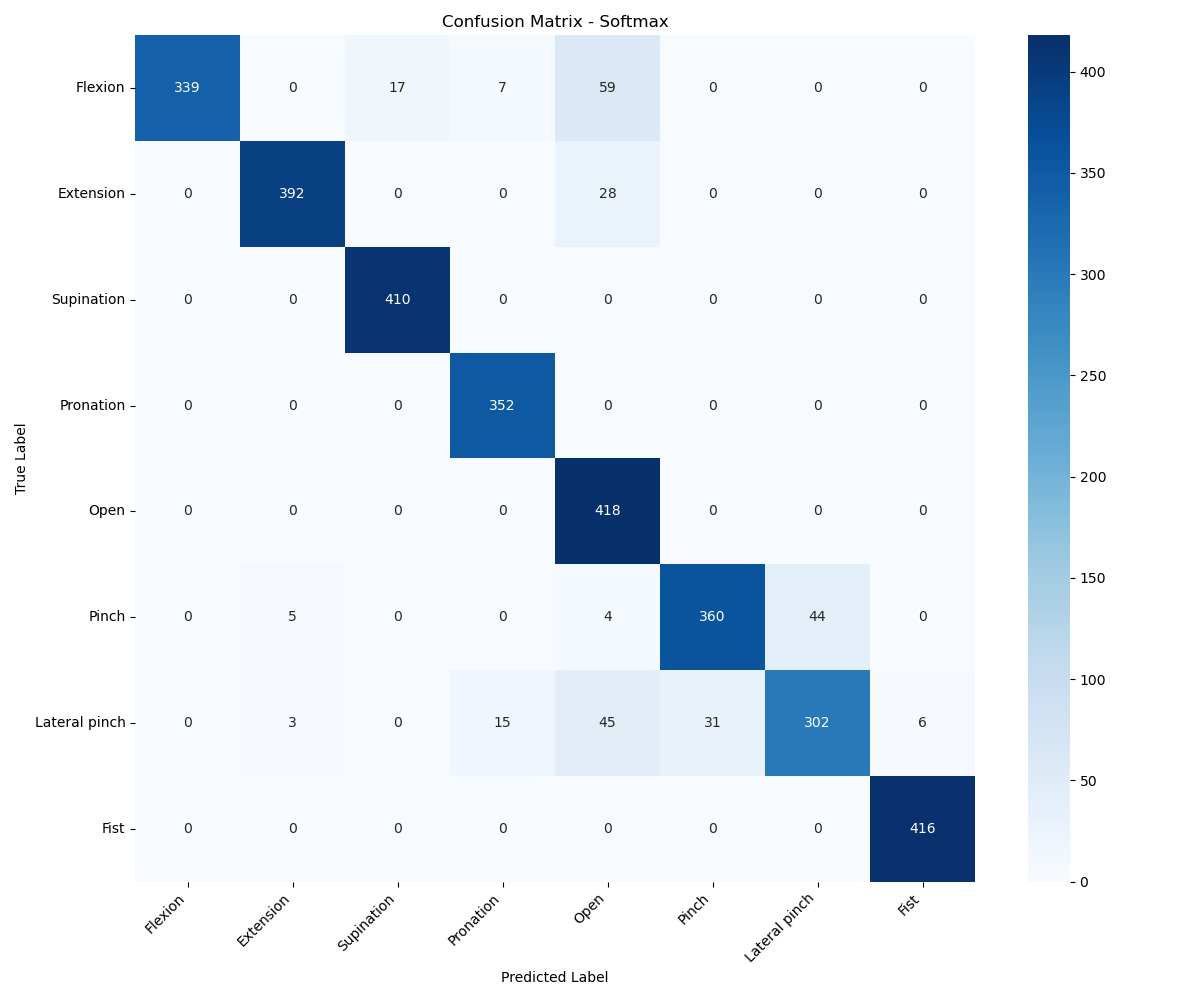 Confusion Matrix - Softmax
Flexion 339 0 17 7 59 0 0 0
Extension 0 392 0 0 28 0 0 0
Supination 0 0 410 0 0 0 0 0
Pronation 0 0 0 352 0 0 0 0
Open 0 0 0 0 418 0 0 0
Pinch 0 5 0 0 4 360 44 0
Lateral pinch 0 3 0 15 45 31 302 6
Fist 0 0 0 0 0 0 0 416
Flexion Extension Supination Pronation Open Pinch Lateral pinch Fist
Predicted Label
True Label
400
350
300
250
200
150
100
50
0